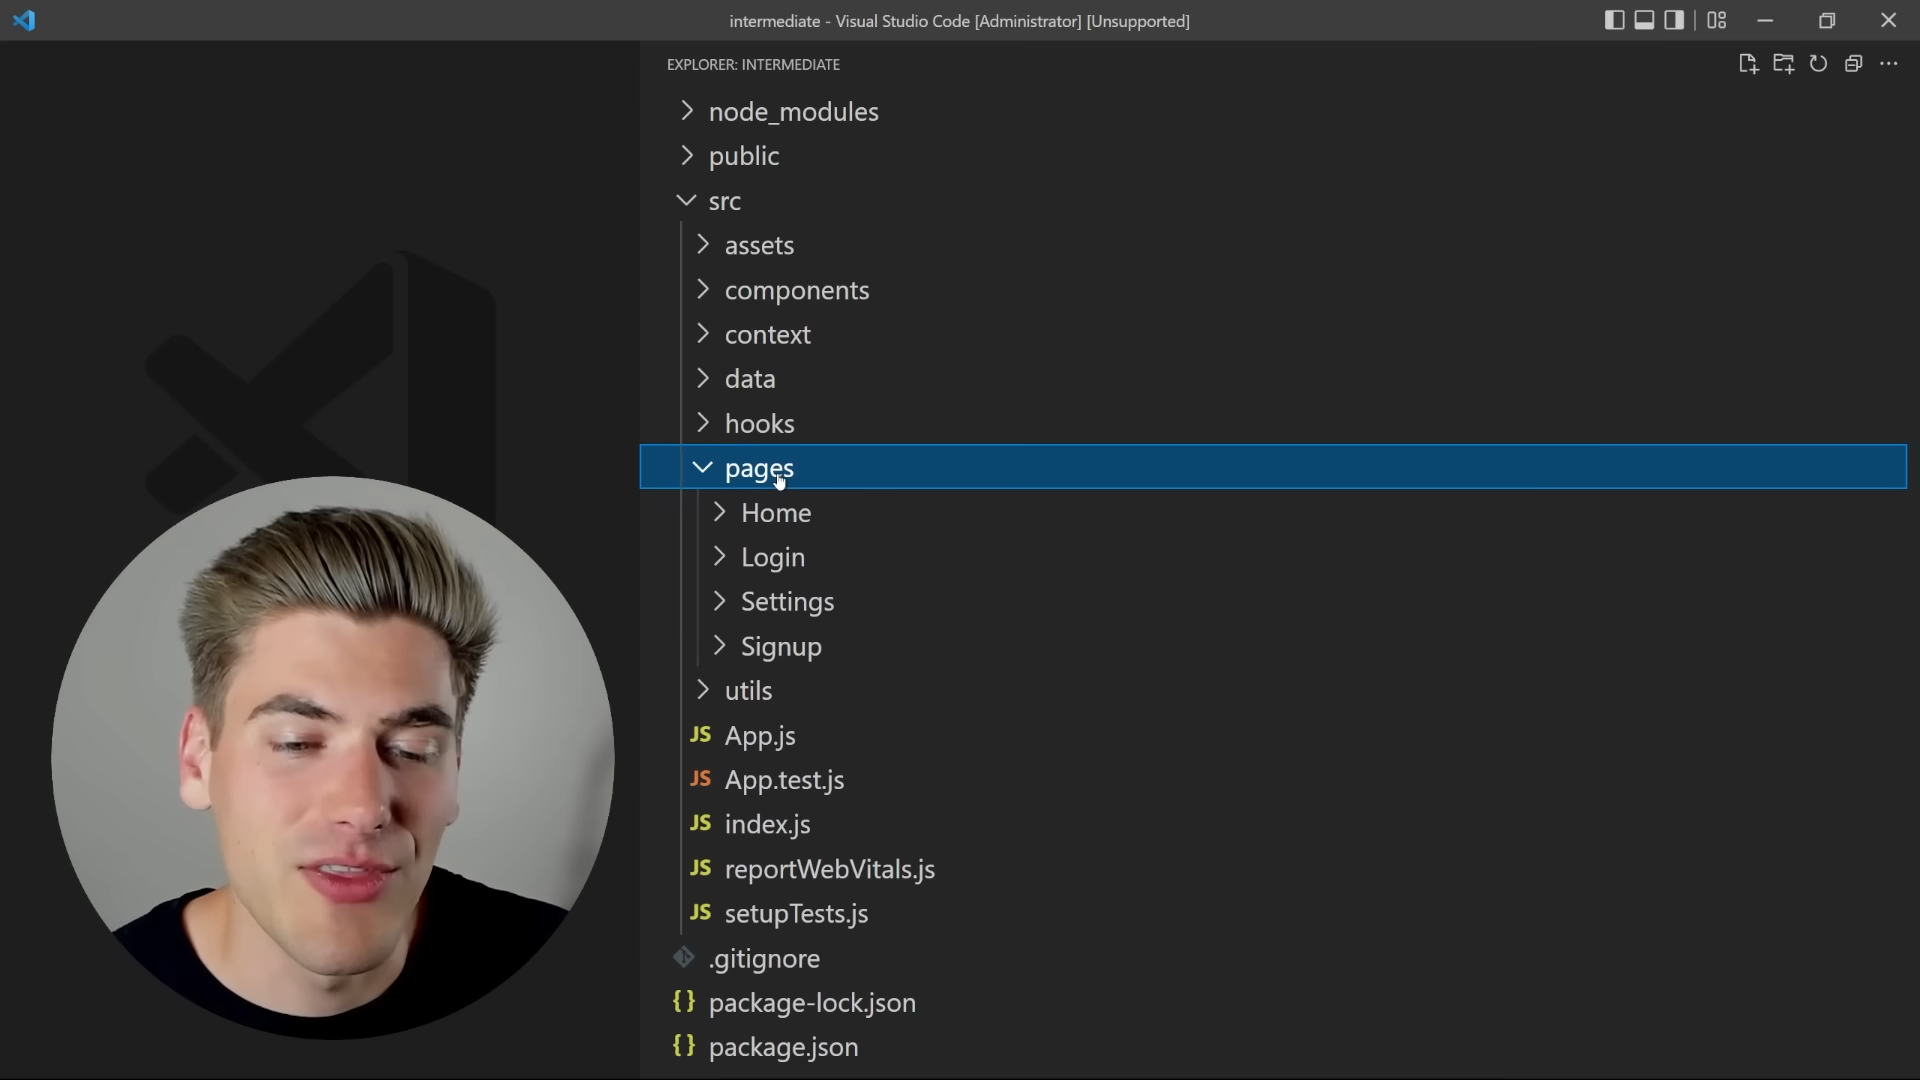 intermediate - Visual Studio Code [Administrator] [Unsupported]
EXPLORER: INTERMEDIATE
node_modules
public
src
assets
components
context
data
hooks
pages
Home
Login
Settings
Signup
utils
JS App.js
JS App.test.js
JS index.js
JS reportWebVitals.js
JS setupTests.js
.gitignore
{} package-lock.json
{} package.json